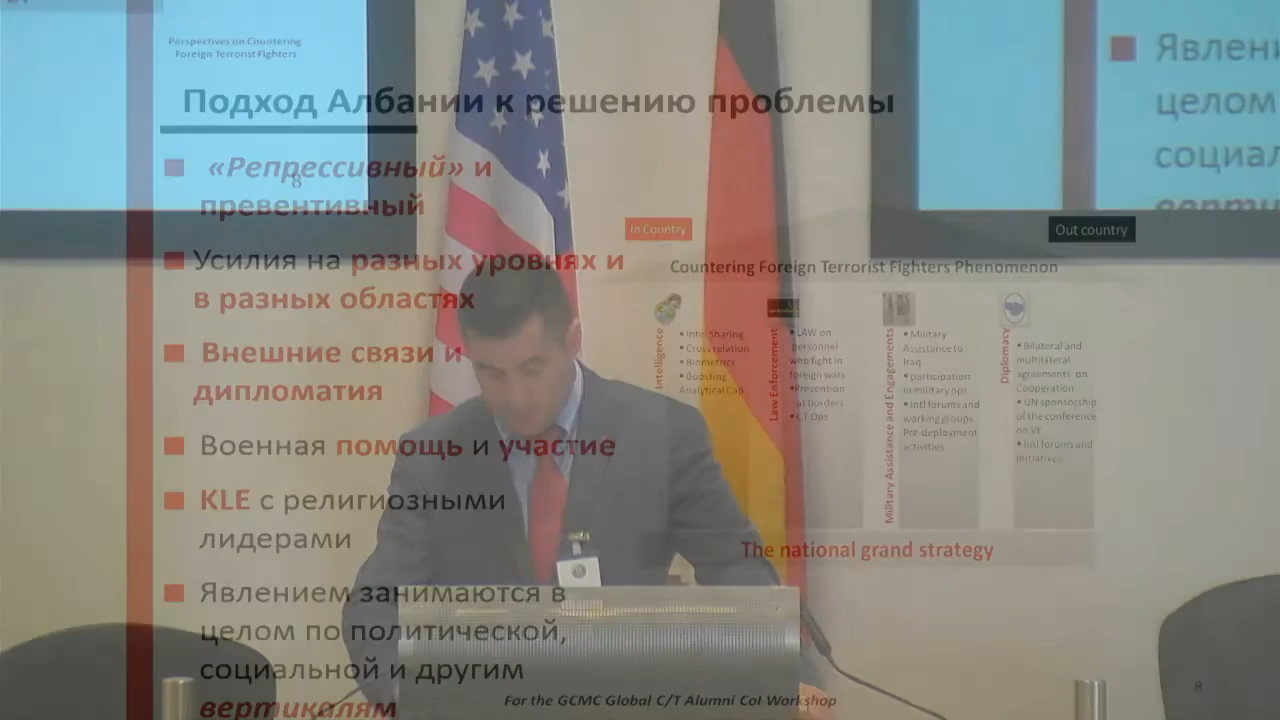 Perspectives on Countering
Foreign Terrorist Fighters
Подход Албании к решению проблемы
«Репрессивный» и
превентивный
8
Усилия на разных уровнях и
в разных областях
Внешние связи и
дипломатия
Военная помощь и участие
KLE с религиозными
лидерами
Явлением занимаются в
целом по политической,
социальной и другим
вертикалям
In Country
Out country
Countering Foreign Terrorist Fighters Phenomenon
Intelligence
Intel Sharing
Cross relation
Biometrics
Boosting
Analytical Cap
Law Enforcement
LAW on
personnel
who fight in
foreign wars
Prevention
at borders
CT Ops
Military Assistance and Engagements
Military
Assistance to
Iraq
participation
in military ops
Intl forums and
working groups
Pre-deployment
activities
Diplomacy
Bilateral and
multilateral
agreements on
Cooperation
UN sponsorship
of the conference
on VE
Intl forums and
initiatives
The national grand strategy
For the GCMC Global C/T Alumni CoI Workshop
8
Явлени
целом
социал